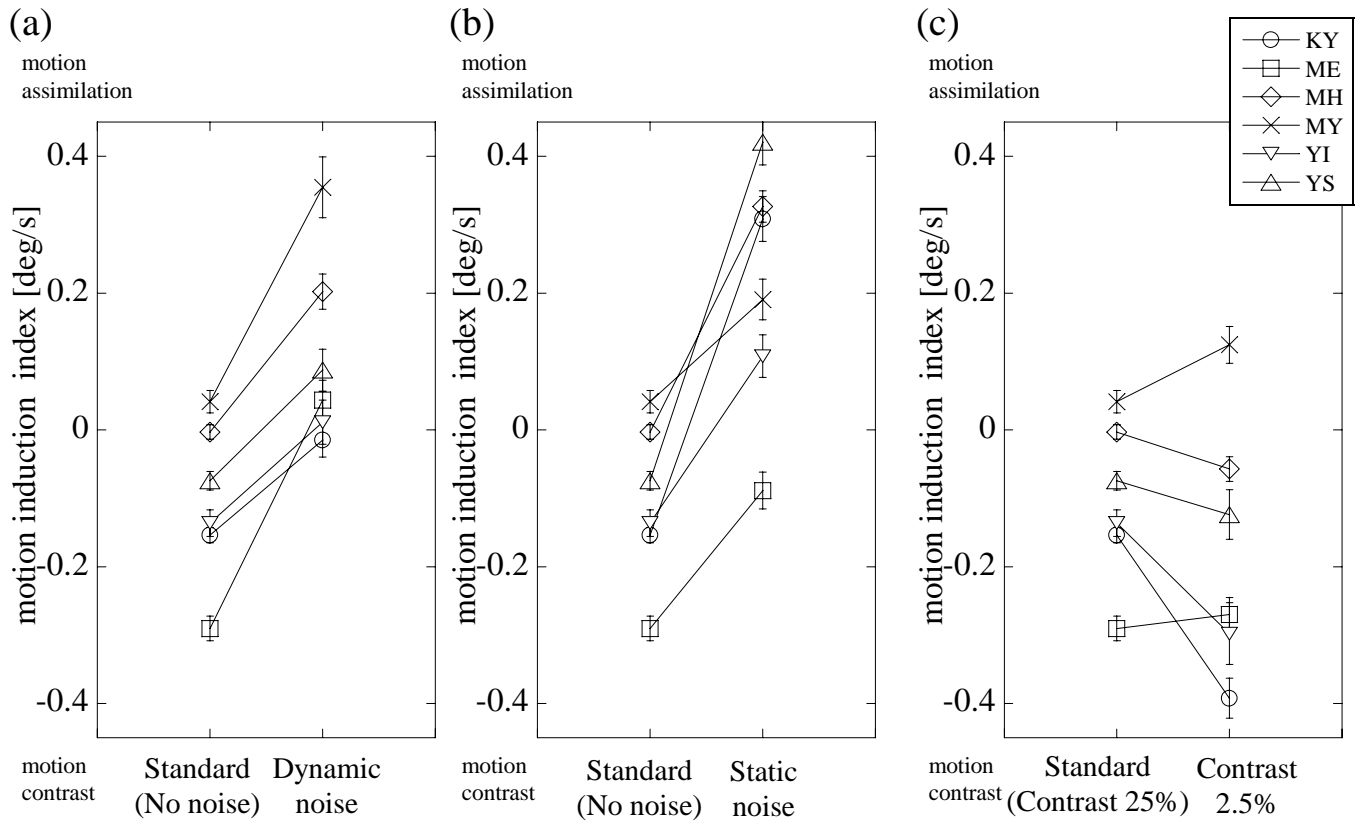 (a)
motion
assimilation
motion induction index [deg/s]
0.4
0.2
0
-0.2
-0.4
motion
contrast
Standard
(No noise)
Dynamic
noise
(b)
motion
assimilation
motion induction index [deg/s]
0.4
0.2
0
-0.2
-0.4
motion
contrast
Standard
(No noise)
Static
noise
(c)
motion
assimilation
motion induction index [deg/s]
0.4
0.2
0
-0.2
-0.4
motion
contrast
Standard
(Contrast 25%)
Contrast
2.5%
KY
ME
MH
MY
YI
YS